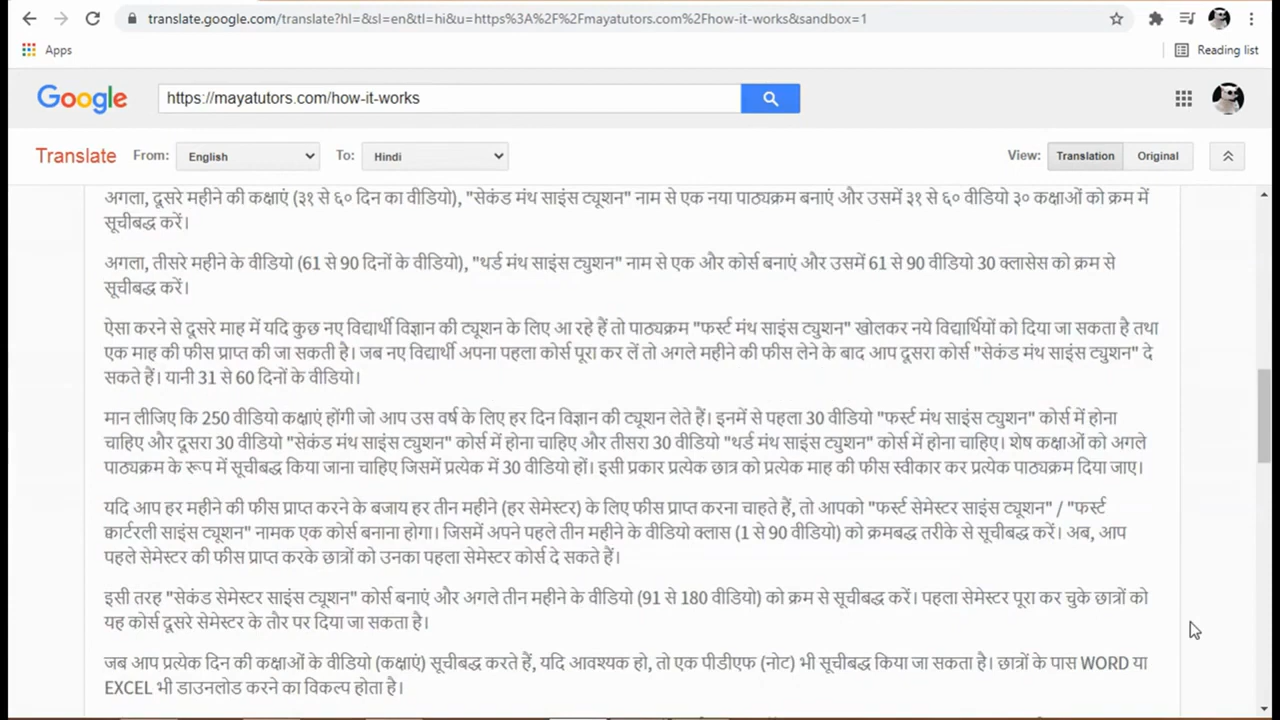 translate.google.com/translate?hl=&sl=en&tl=hi&u=https%3A%2F%2Fmayatutors.com%2Fhow-it-works&sandbox=1
Apps
Reading list
Google
https://mayatutors.com/how-it-works
Translate
From:
English
To:
Hindi
View:
Translation
Original
अगला, दूसरे महीने की कक्षाएं (३१ से ६० दिन का वीडियो), "सेकंड मंथ साइंस ट्यूशन" नाम से एक नया पाठ्यक्रम बनाएं और उसमें ३१ से ६० वीडियो ३० कक्षाओं को क्रम में
सूचीबद्ध करें।
अगला, तीसरे महीने के वीडियो (61 से 90 दिनों के वीडियो), "थर्ड मंथ साइंस ट्युशन" नाम से एक और कोर्स बनाएं और उसमें 61 से 90 वीडियो 30 क्लासेस को क्रम से
सूचीबद्ध करें।
ऐसा करने से दूसरे माह में यदि कुछ नए विद्यार्थी विज्ञान की ट्यूशन के लिए आ रहे हैं तो पाठ्यक्रम "फर्स्ट मंथ साइंस ट्युशन" खोलकर नये विद्यार्थियों को दिया जा सकता है तथा
एक माह की फीस प्राप्त की जा सकती है। जब नए विद्यार्थी अपना पहला कोर्स पूरा कर लें तो अगले महीने की फीस लेने के बाद आप दूसरा कोर्स "सेकंड मंथ साइंस ट्युशन" दे
सकते हैं। यानी 31 से 60 दिनों के वीडियो।
मान लीजिए कि 250 वीडियो कक्षाएं होंगी जो आप उस वर्ष के लिए हर दिन विज्ञान की ट्यूशन लेते हैं। इनमें से पहला 30 वीडियो "फर्स्ट मंथ साइंस ट्युशन" कोर्स में होना
चाहिए और दूसरा 30 वीडियो "सेकंड मंथ साइंस ट्युशन" कोर्स में होना चाहिए और तीसरा 30 वीडियो "थर्ड मंथ साइंस ट्युशन" कोर्स में होना चाहिए। शेष कक्षाओं को अगले
पाठ्यक्रम के रूप में सूचीबद्ध किया जाना चाहिए जिसमें प्रत्येक में 30 वीडियो हों। इसी प्रकार प्रत्येक छात्र को प्रत्येक माह की फीस स्वीकार कर प्रत्येक पाठ्यक्रम दिया जाए।
यदि आप हर महीने की फीस प्राप्त करने के बजाय हर तीन महीने (हर सेमेस्टर) के लिए फीस प्राप्त करना चाहते हैं, तो आपको "फर्स्ट सेमेस्टर साइंस ट्यूशन" / "फर्स्ट
क्वार्टरली साइंस ट्यूशन" नामक एक कोर्स बनाना होगा। जिसमें अपने पहले तीन महीने के वीडियो क्लास (1 से 90 वीडियो) को क्रमबद्ध तरीके से सूचीबद्ध करें। अब, आप
पहले सेमेस्टर की फीस प्राप्त करके छात्रों को उनका पहला सेमेस्टर कोर्स दे सकते हैं।
इसी तरह "सेकंड सेमेस्टर साइंस ट्यूशन" कोर्स बनाएं और अगले तीन महीने के वीडियो (91 से 180 वीडियो) को क्रम से सूचीबद्ध करें। पहला सेमेस्टर पूरा कर चुके छात्रों को
यह कोर्स दूसरे सेमेस्टर के तौर पर दिया जा सकता है।
जब आप प्रत्येक दिन की कक्षाओं के वीडियो (कक्षाएं) सूचीबद्ध करते हैं, यदि आवश्यक हो, तो एक पीडीएफ (नोट) भी सूचीबद्ध किया जा सकता है। छात्रों के पास WORD या
EXCEL भी डाउनलोड करने का विकल्प होता है।